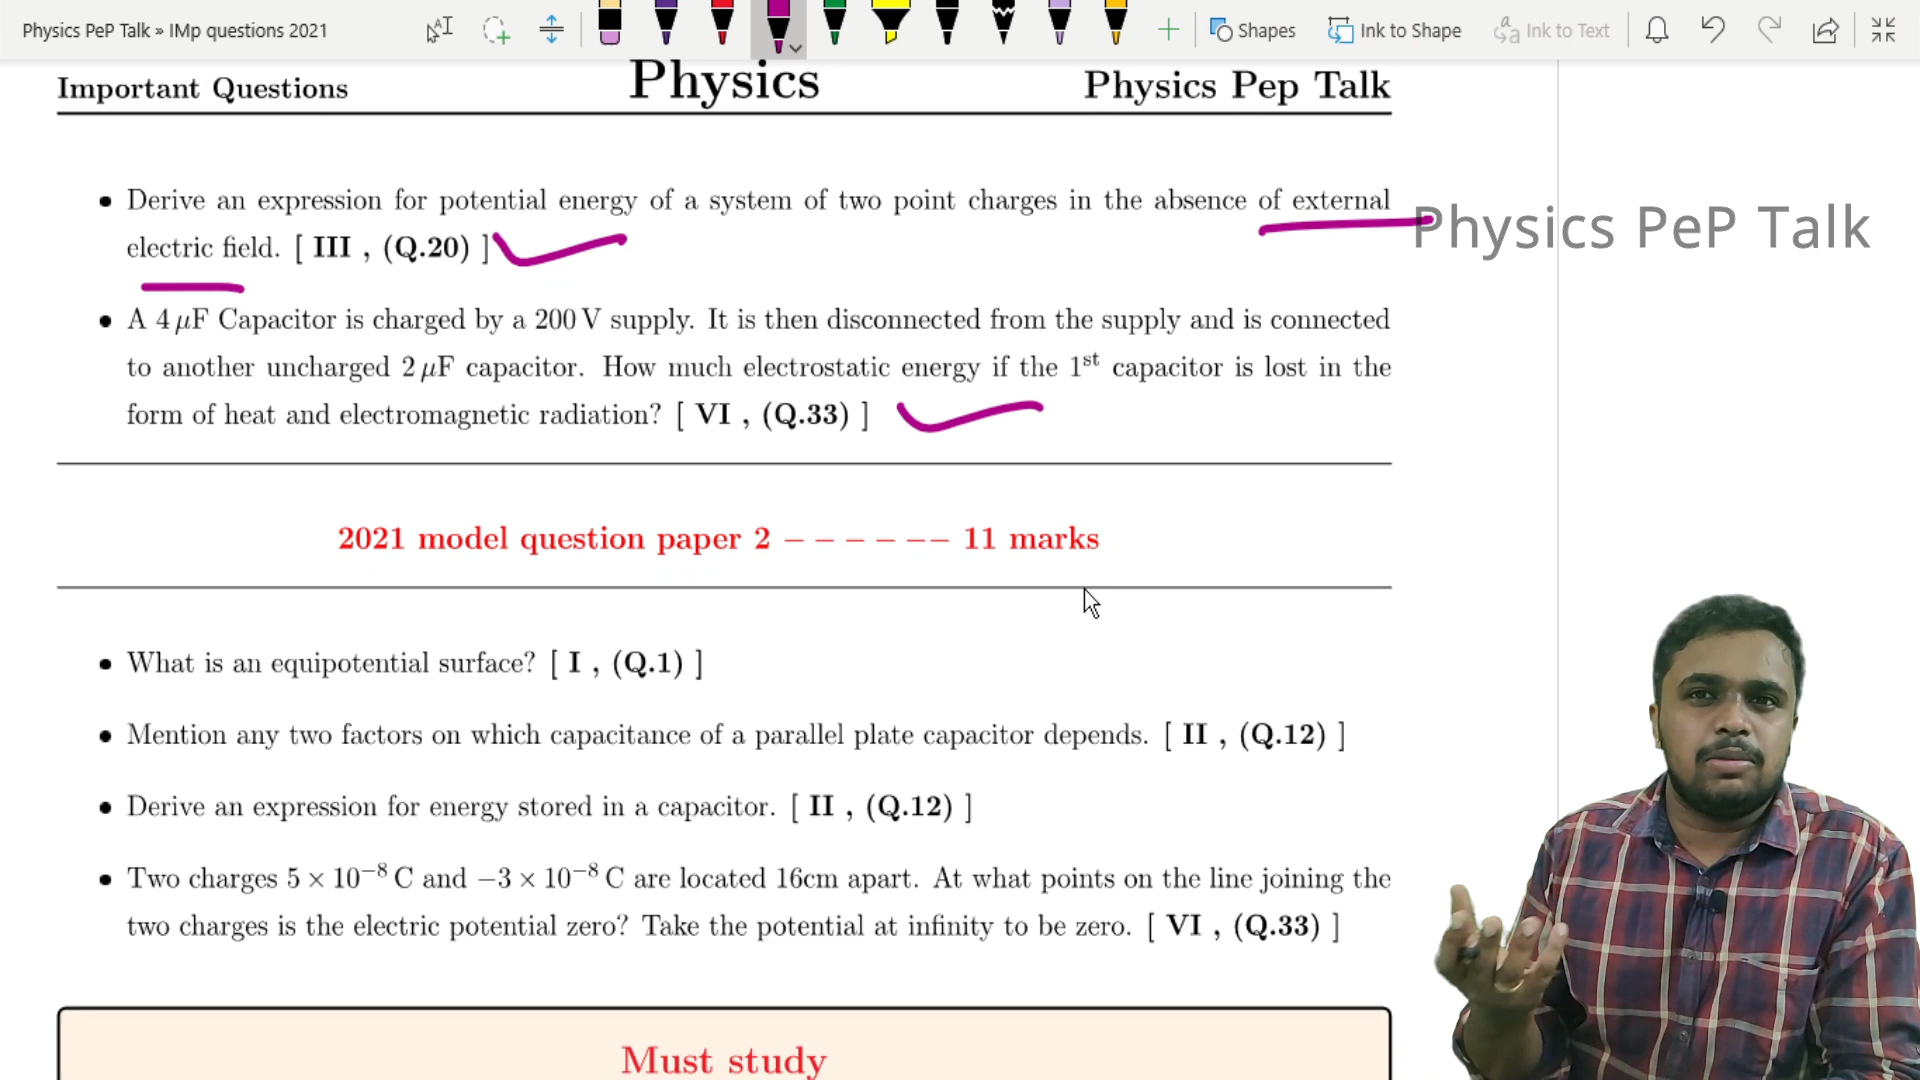 Physics PeP Talk » IMp questions 2021
Shapes
Ink to Shape
Ink to Text
Important Questions Physics Physics Pep Talk
• Derive an expression for potential energy of a system of two point charges in the absence of external
electric field. [ III , (Q.20) ]
Physics PeP Talk
• A 4 μF Capacitor is charged by a 200 V supply. It is then disconnected from the supply and is connected
to another uncharged 2 μF capacitor. How much electrostatic energy if the 1st capacitor is lost in the
form of heat and electromagnetic radiation? [ VI , (Q.33) ]
2021 model question paper 2 − − − − − − 11 marks
• What is an equipotential surface? [ I , (Q.1) ]
• Mention any two factors on which capacitance of a parallel plate capacitor depends. [ II , (Q.12) ]
• Derive an expression for energy stored in a capacitor. [ II , (Q.12) ]
• Two charges 5 × 10⁻⁸ C and −3 × 10⁻⁸ C are located 16cm apart. At what points on the line joining the
two charges is the electric potential zero? Take the potential at infinity to be zero. [ VI , (Q.33) ]
Must study